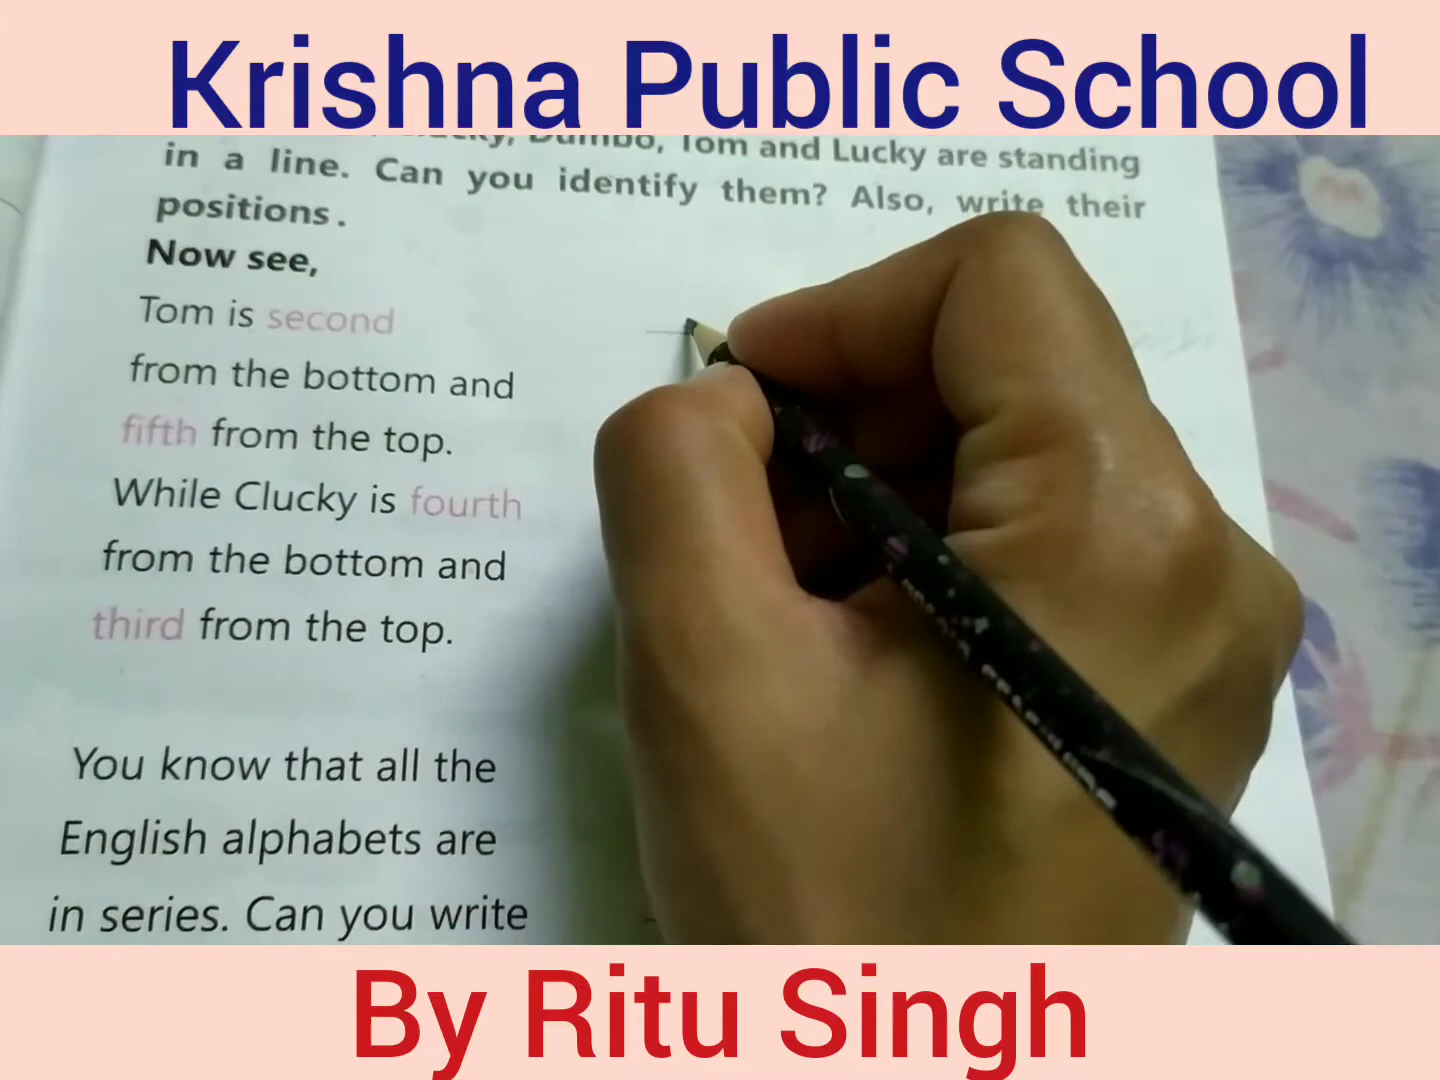 Krishna Public School
Dumbo, Tom and Lucky are standing
in a line. Can you identify them? Also, write their
positions.
Now see,
Tom is second
from the bottom and
fifth from the top.
While Clucky is fourth
from the bottom and
third from the top.
You know that all the
English alphabets are
in series. Can you write
By Ritu Singh